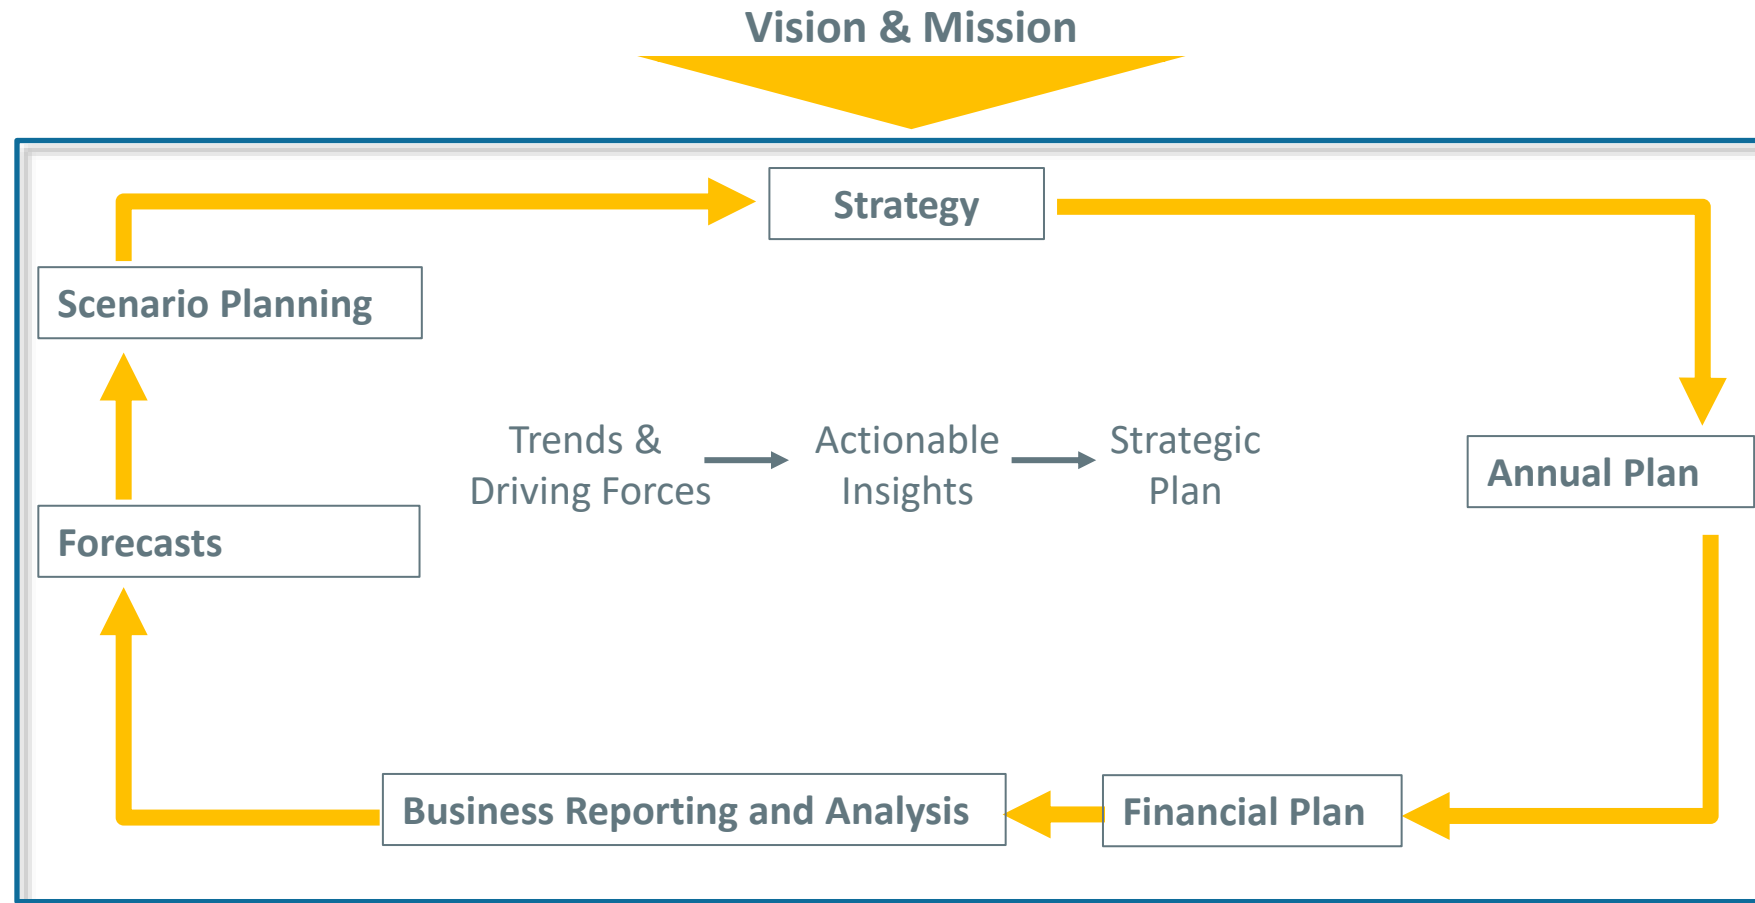 Vision & Mission
Strategy
Scenario Planning
Trends &
Driving Forces
Actionable
Insights
Strategic
Plan
Annual Plan
Forecasts
Business Reporting and Analysis
Financial Plan